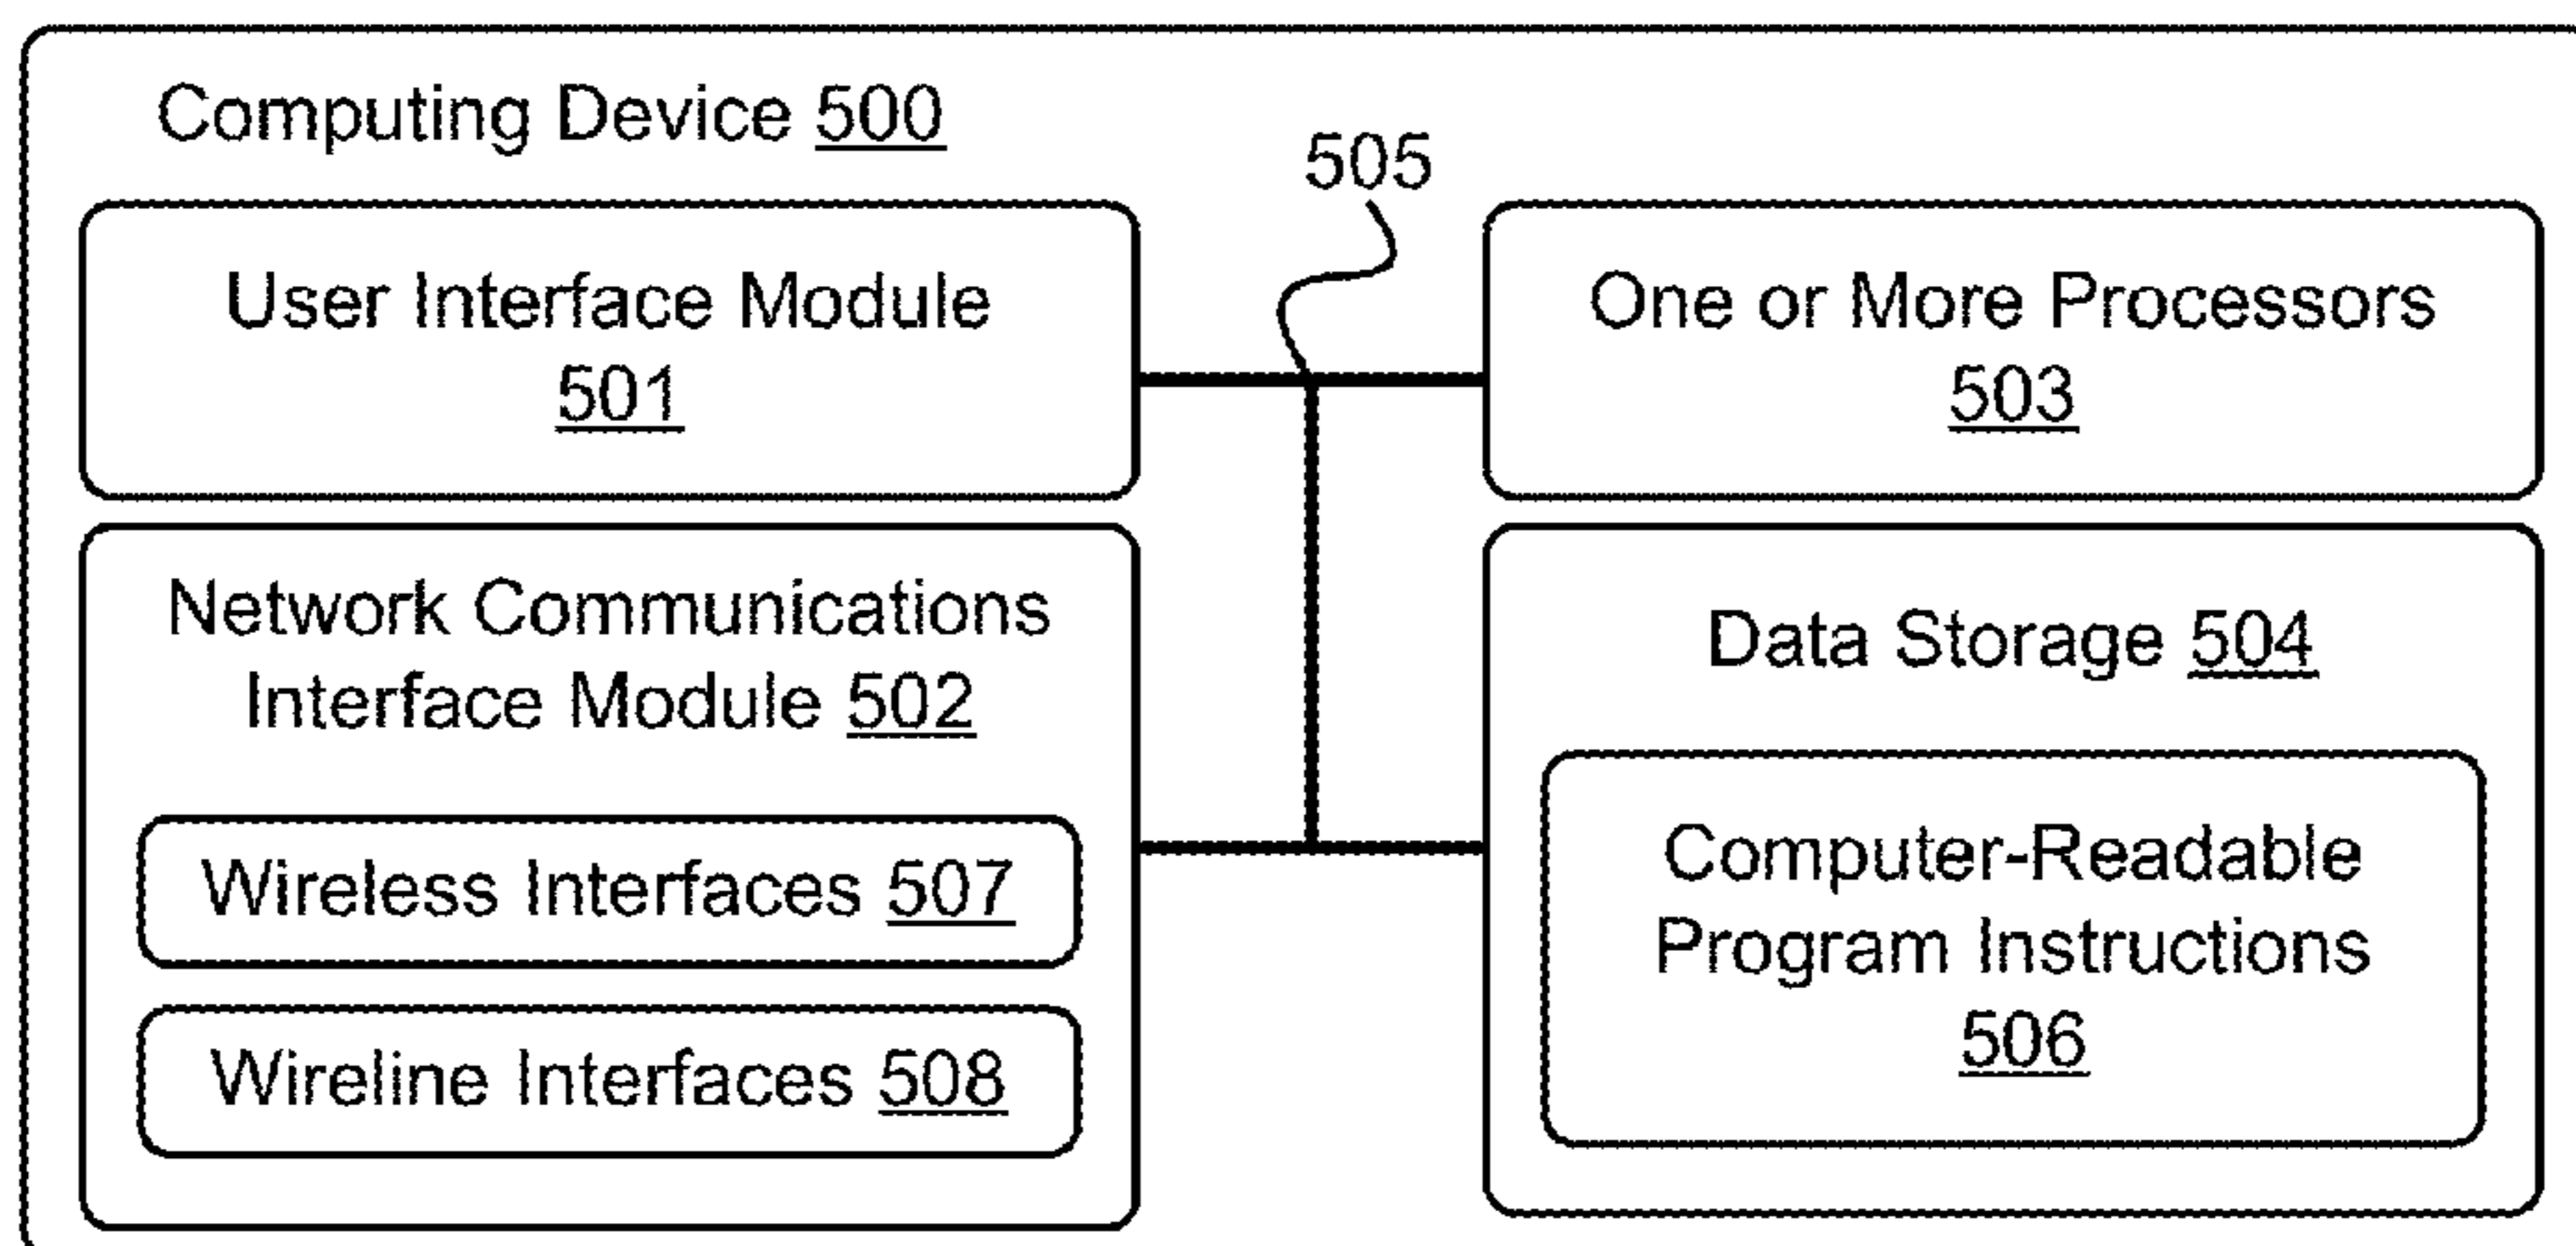 Computing Device 500
505
User Interface Module
501
One or More Processors
503
Network Communications
Interface Module 502
Wireless Interfaces 507
Wireline Interfaces 508
Data Storage 504
Computer-Readable
Program Instructions
506